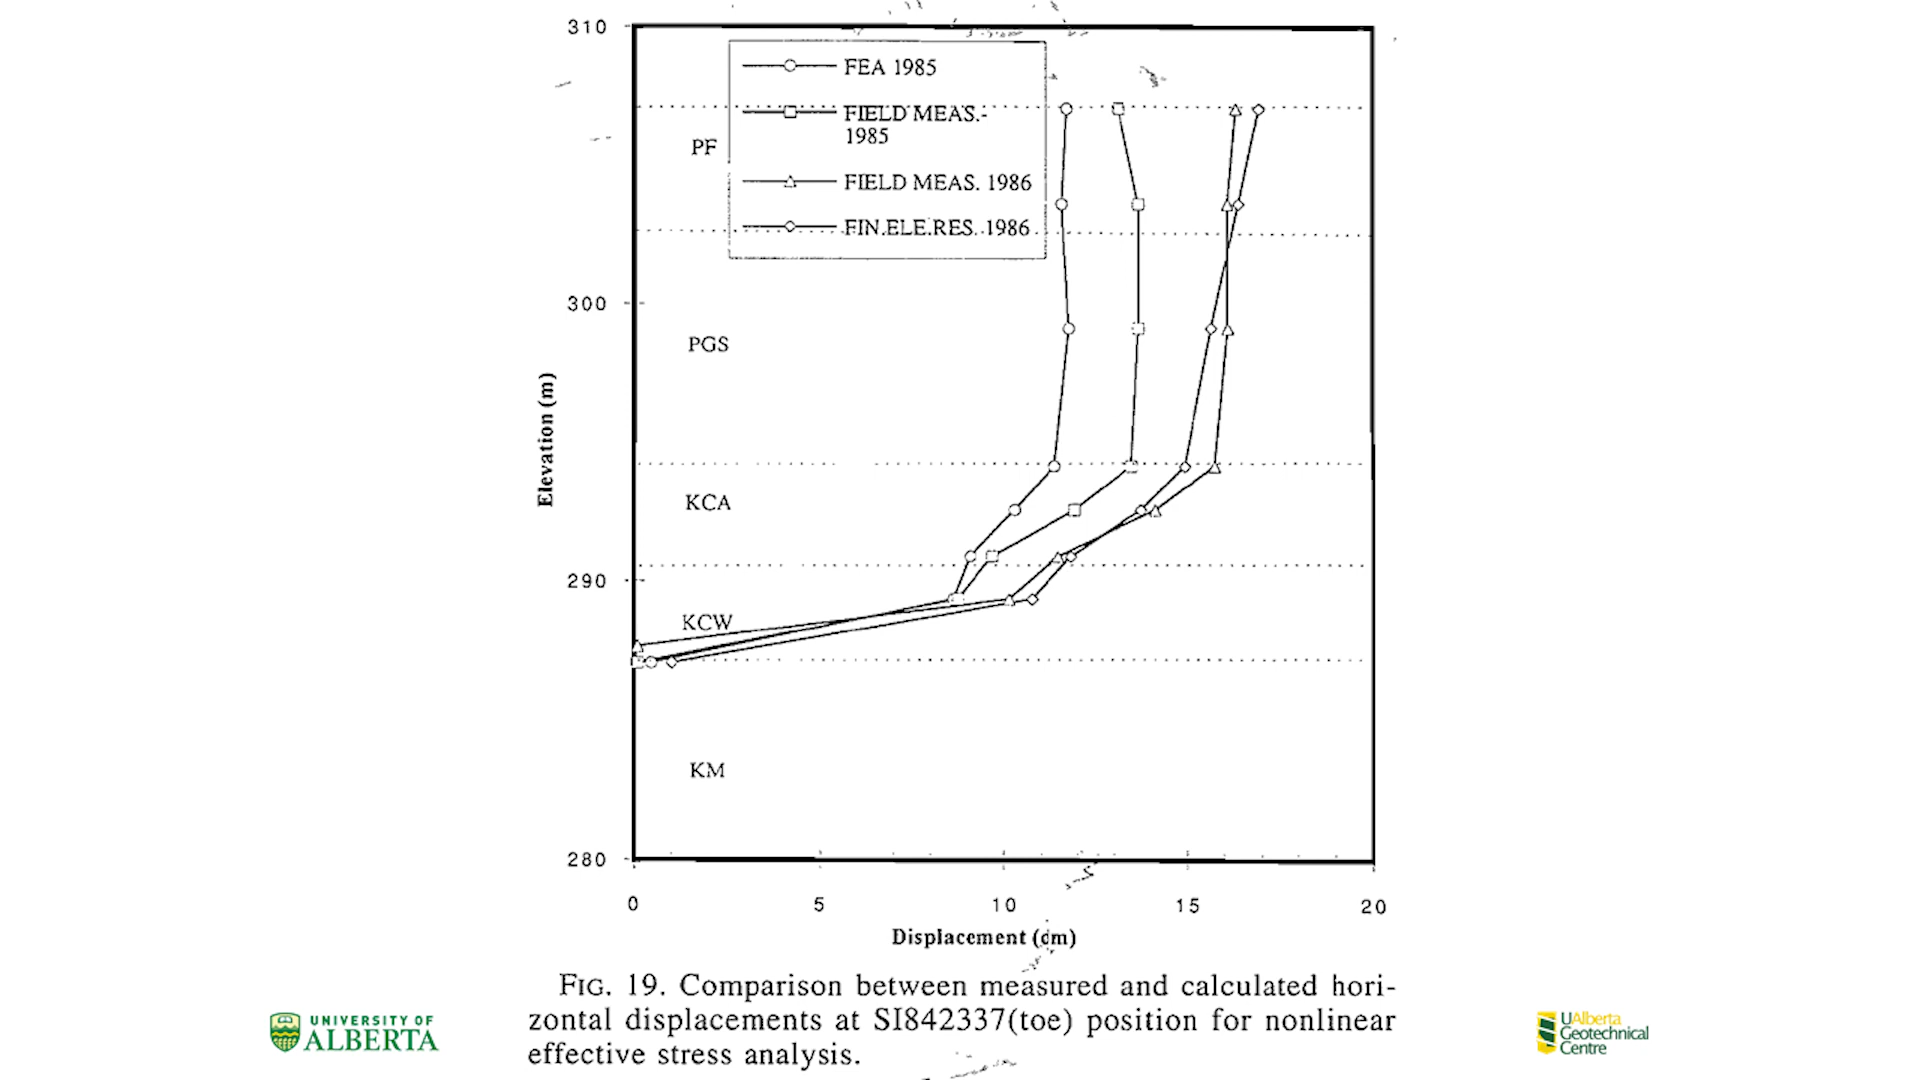 310
FEA 1985
FIELD MEAS.-
1985
PF
FIELD MEAS. 1986
FIN.ELE.RES. 1986
300
PGS
Elevation (m)
KCA
290
KCW
KM
280
0 5 10 15 20
Displacement (cm)
FIG. 19. Comparison between measured and calculated hori-
zontal displacements at SI842337(toe) position for nonlinear
effective stress analysis.
UNIVERSITY OF
ALBERTA
UAlberta
Geotechnical
Centre